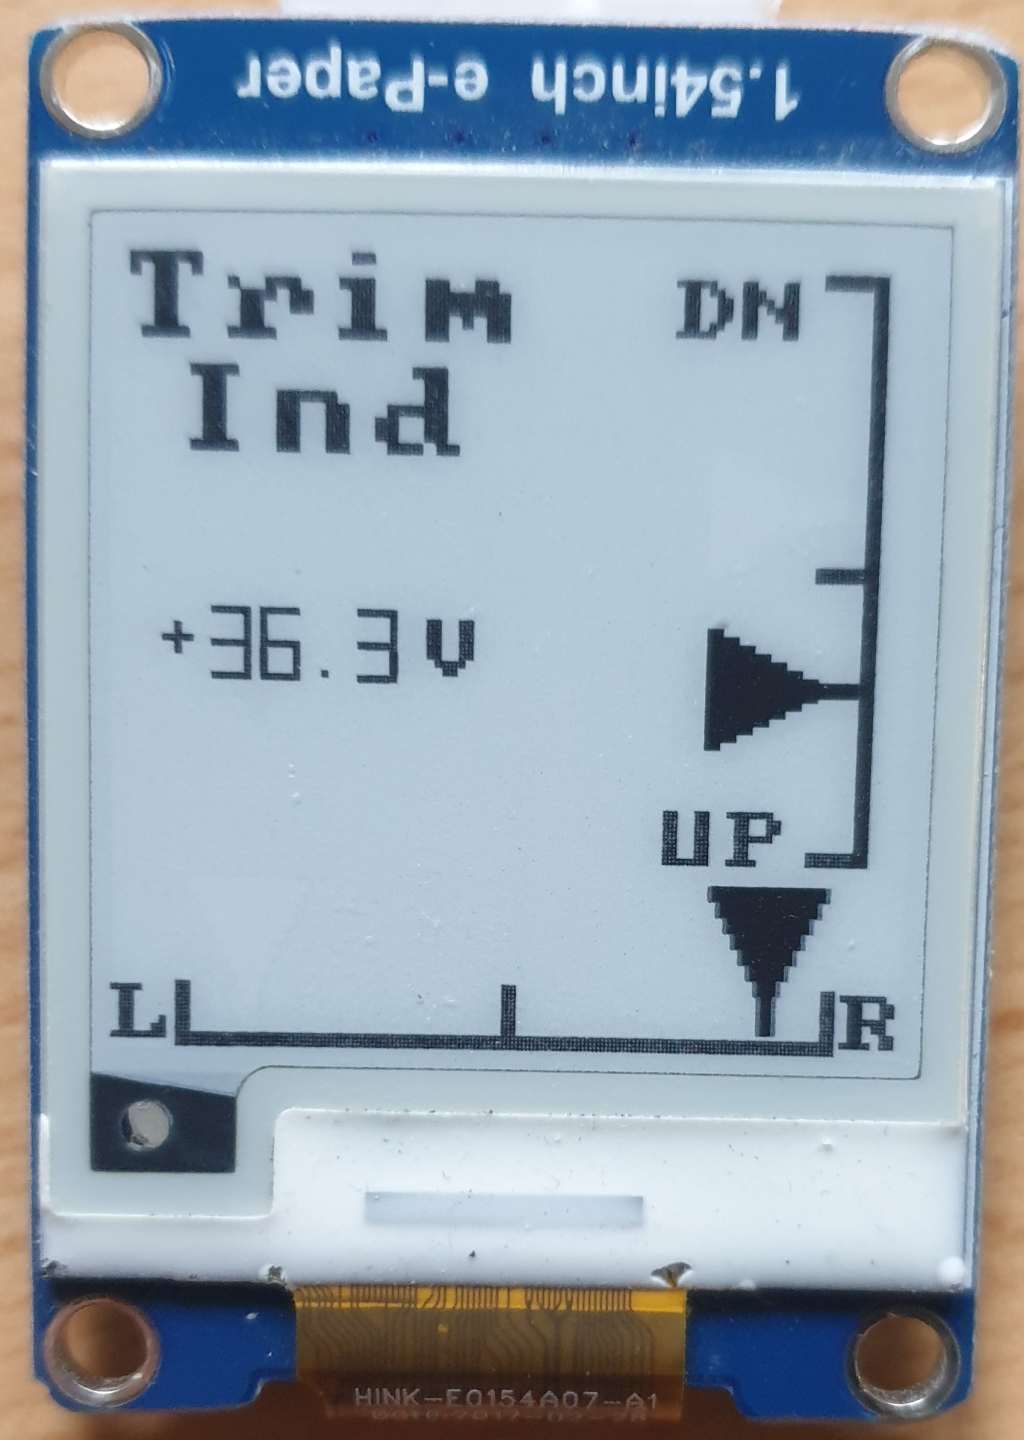 1.54inch e-Paper
Trim
Ind
DN
+36.3V
UP
L
R
HINK-E0154A07-A1